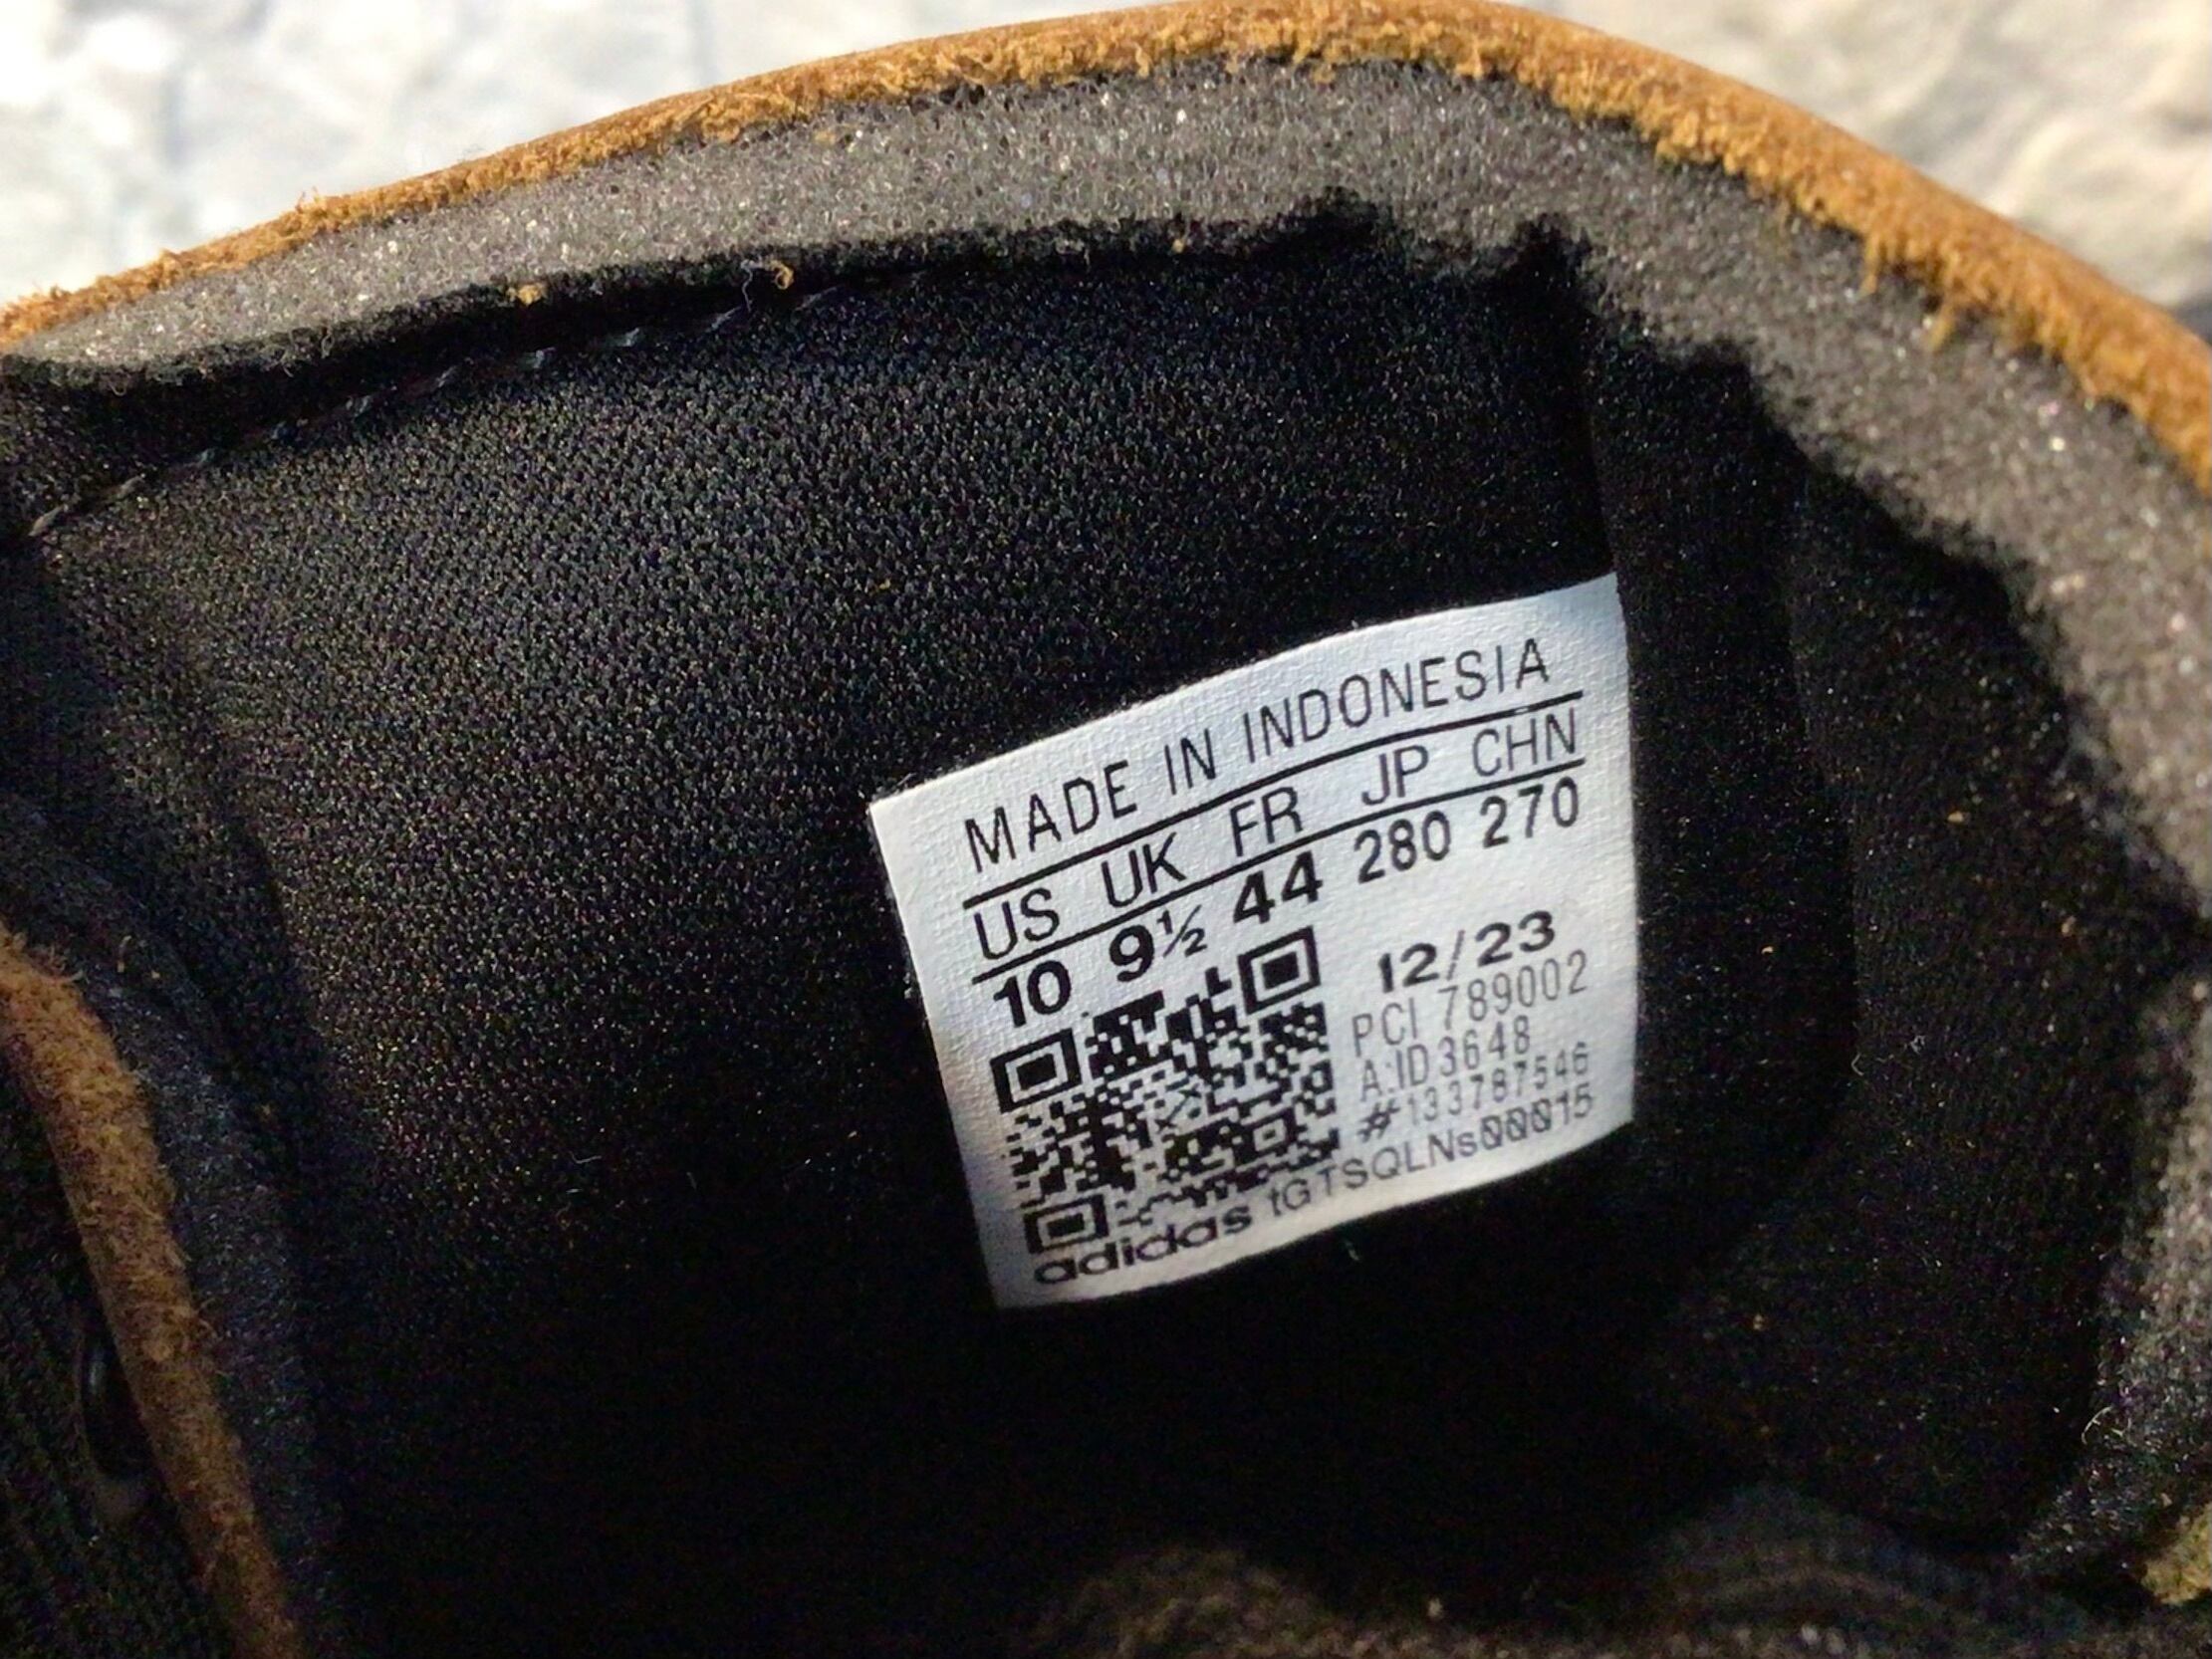 MADE IN INDONESIA
US UK FR JP CHN
10 9½ 44 280 270
12/23
PCI 789002
A:ID3648
#133787546
adidas tGTSQLNs00015